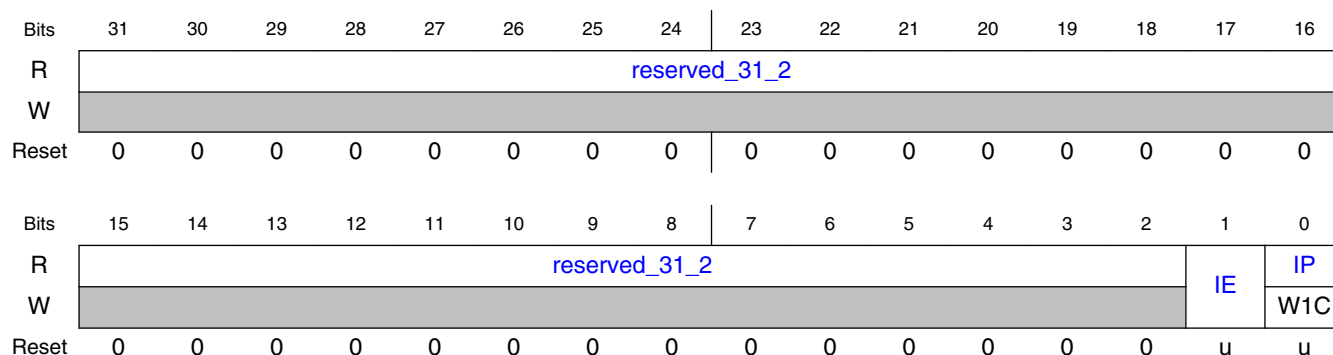 Bits 31 30 29 28 27 26 25 24 23 22 21 20 19 18 17 16
R reserved_31_2
W
Reset 0 0 0 0 0 0 0 0 0 0 0 0 0 0 0 0
Bits 15 14 13 12 11 10 9 8 7 6 5 4 3 2 1 0
R reserved_31_2 IE IP
W W1C
Reset 0 0 0 0 0 0 0 0 0 0 0 0 0 0 u u